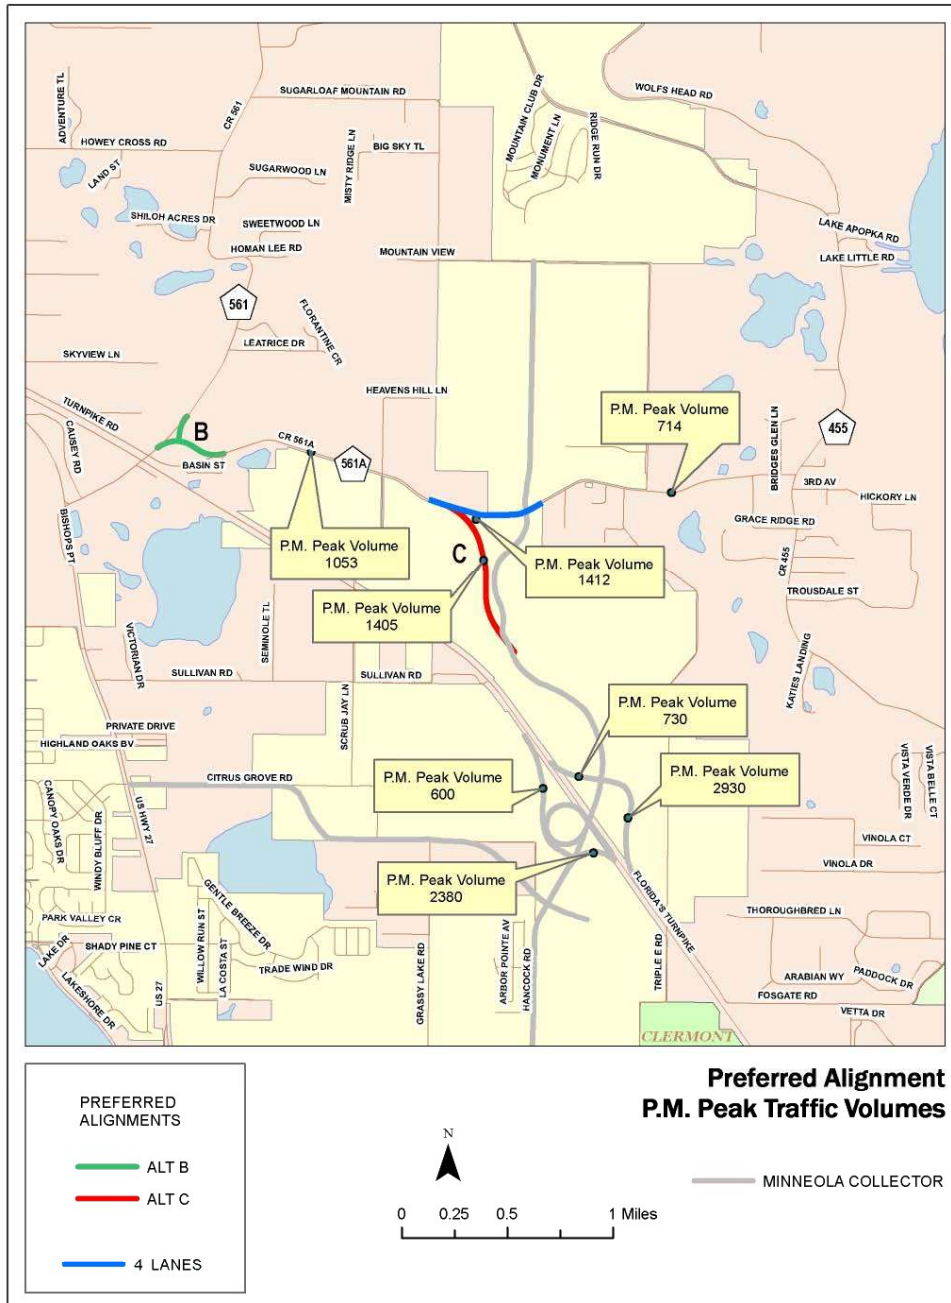 SUGARLOAF MOUNTAIN RD
WOLFS HEAD RD
MOUNTAIN CLUB DR
MONUMENT LN
RIDGE RUN DR
ADVENTURE TL
CR 561
HOWEY CROSS RD
LAND ST
MISTY RIDGE LN
BIG SKY TL
SUGARWOOD LN
SHILOH ACRES DR
SWEETWOOD LN
HOMAN LEE RD
MOUNTAIN VIEW
LAKE APOPKA RD
LAKE LITTLE RD
561
FLORANTINE CR
LEATRICE DR
SKYVIEW LN
HEAVENS HILL LN
TURNPIKE RD
CAUSEY RD
B
BASIN ST
CR 561A
561A
P.M. Peak Volume
714
BRIDGES GLEN LN
455
3RD AV
HICKORY LN
GRACE RIDGE RD
CR 455
TROUSDALE ST
BISHOPS PT
P.M. Peak Volume
1053
C
P.M. Peak Volume
1412
P.M. Peak Volume
1405
VICTORIAN DR
SEMINOLE TL
SULLIVAN RD
SULLIVAN RD
SCRUB JAY LN
KATIES LANDING
PRIVATE DRIVE
HIGHLAND OAKS BV
P.M. Peak Volume
730
CITRUS GROVE RD
P.M. Peak Volume
600
P.M. Peak Volume
2930
VISTA VERDE DR
VISTA BELLE CT
CANOPY OAKS DR
WINDY BLUFF DR
US HWY 27
VINOLA CT
VINOLA DR
P.M. Peak Volume
2380
FLORIDA'S TURNPIKE
PARK VALLEY CR
LAKE DR
SHADY PINE CT
LAKESHORE DR
US 27
WILLOW RUN ST
LA COSTA ST
GENTLE BREEZE DR
TRADE WIND DR
GRASSY LAKE RD
ARBOR POINTE AV
HANCOCK RD
TRIPLE E RD
THOROUGHBRED LN
ARABIAN WY
PADDOCK DR
FOSGATE RD
VETTA DR
CLERMONT
Preferred Alignment
P.M. Peak Traffic Volumes
PREFERRED
ALIGNMENTS
ALT B
ALT C
4 LANES
N
0 0.25 0.5 1 Miles
MINNEOLA COLLECTOR